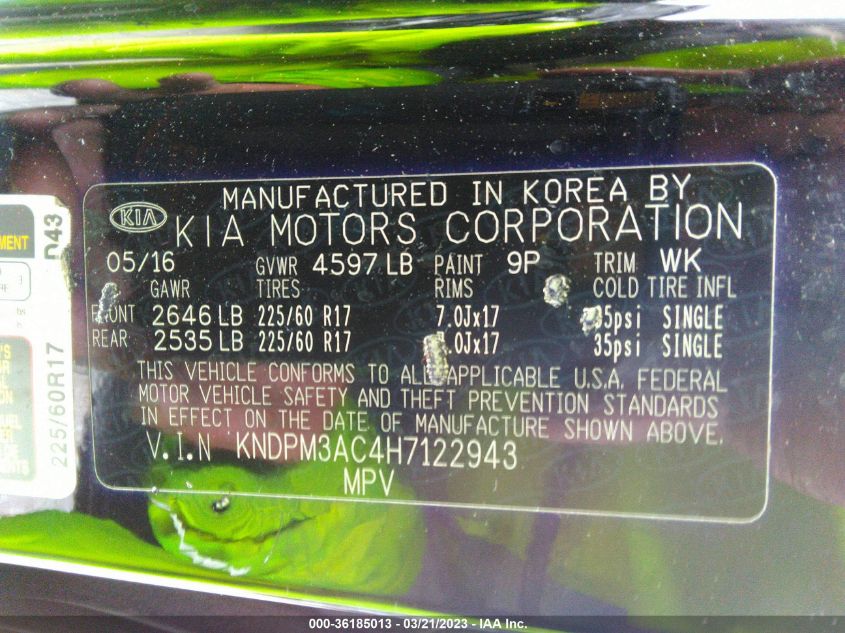 MANUFACTURED IN KOREA BY
KIA KIA MOTORS CORPORATION
05/16 GVWR 4597 LB PAINT 9P TRIM WK
GAWR TIRES RIMS COLD TIRE INFL
FRONT 2646 LB 225/60 R17 7.0Jx17 35psi SINGLE
REAR 2535 LB 225/60 R17 .0Jx17 35psi SINGLE
THIS VEHICLE CONFORMS TO ALL APPLICABLE U.S.A. FEDERAL
MOTOR VEHICLE SAFETY AND THEFT PREVENTION STANDARDS
IN EFFECT ON THE DATE OF MANUFACTURE SHOWN ABOVE.
V.I.N KNDPM3AC4H7122943
MPV
225/60R17
MENT
000-36185013 - 03/21/2023 - IAA Inc.